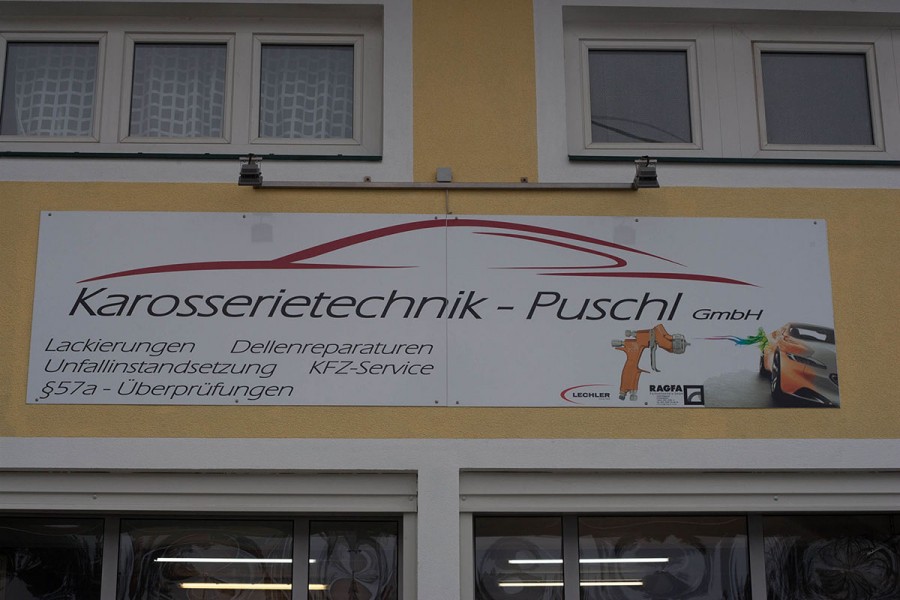 Karosserietechnik - Puschl GmbH
Lackierungen Dellenreparaturen
Unfallinstandsetzung KFZ-Service
§57a - Überprüfungen
LECHLER
RAGFA